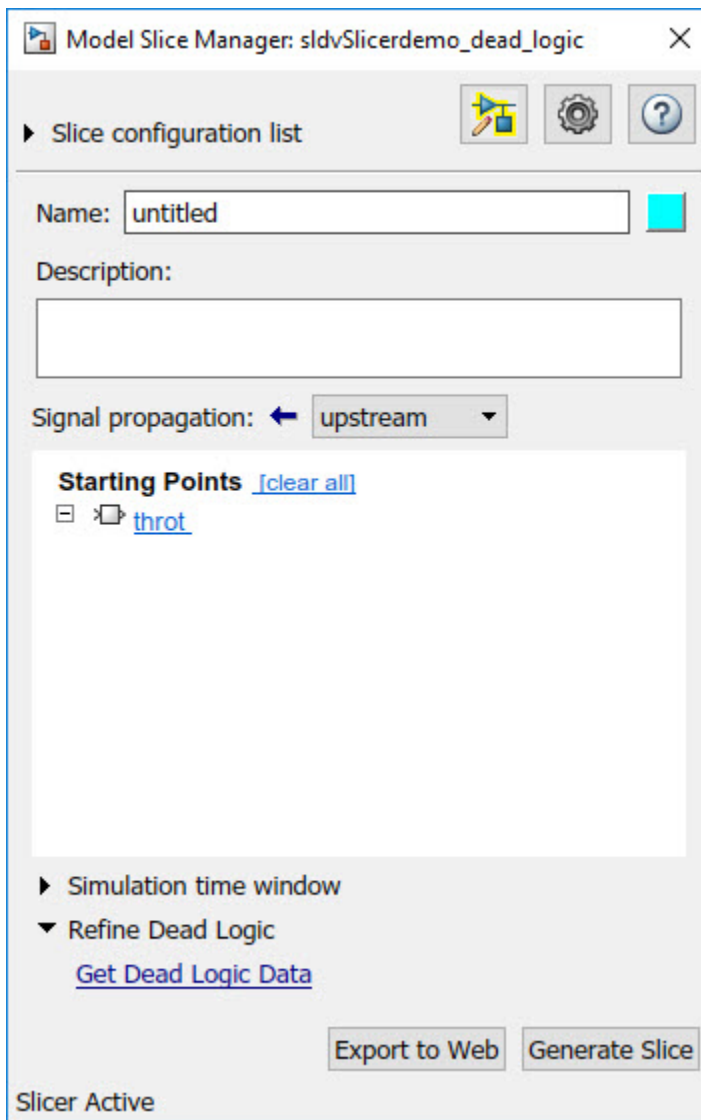 Model Slice Manager: sldvSlicerdemo_dead_logic
Slice configuration list
?
Name: untitled
Description:
Signal propagation: upstream
Starting Points [clear all]
throt
Simulation time window
Refine Dead Logic
Get Dead Logic Data
Export to Web Generate Slice
Slicer Active